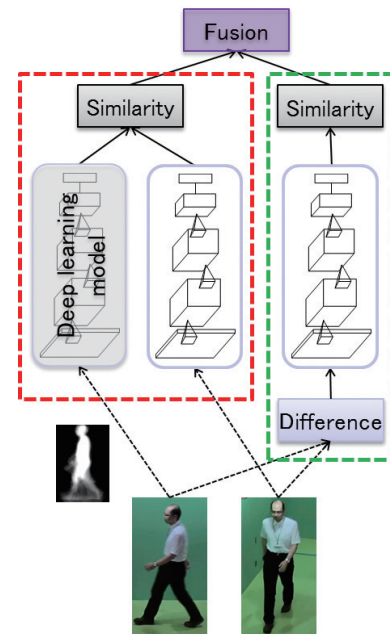 Fusion
Similarity
Similarity
Deep learning
model
Difference